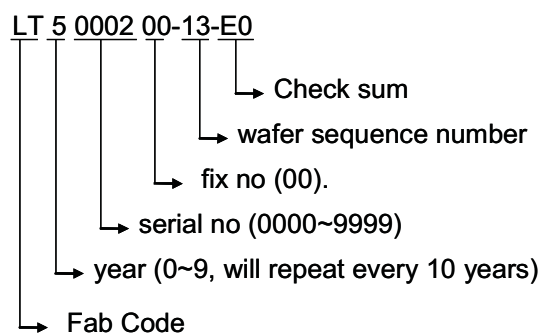 LT 5 0002 00-13-E0
Check sum
wafer sequence number
fix no (00).
serial no (0000~9999)
year (0~9, will repeat every 10 years)
Fab Code